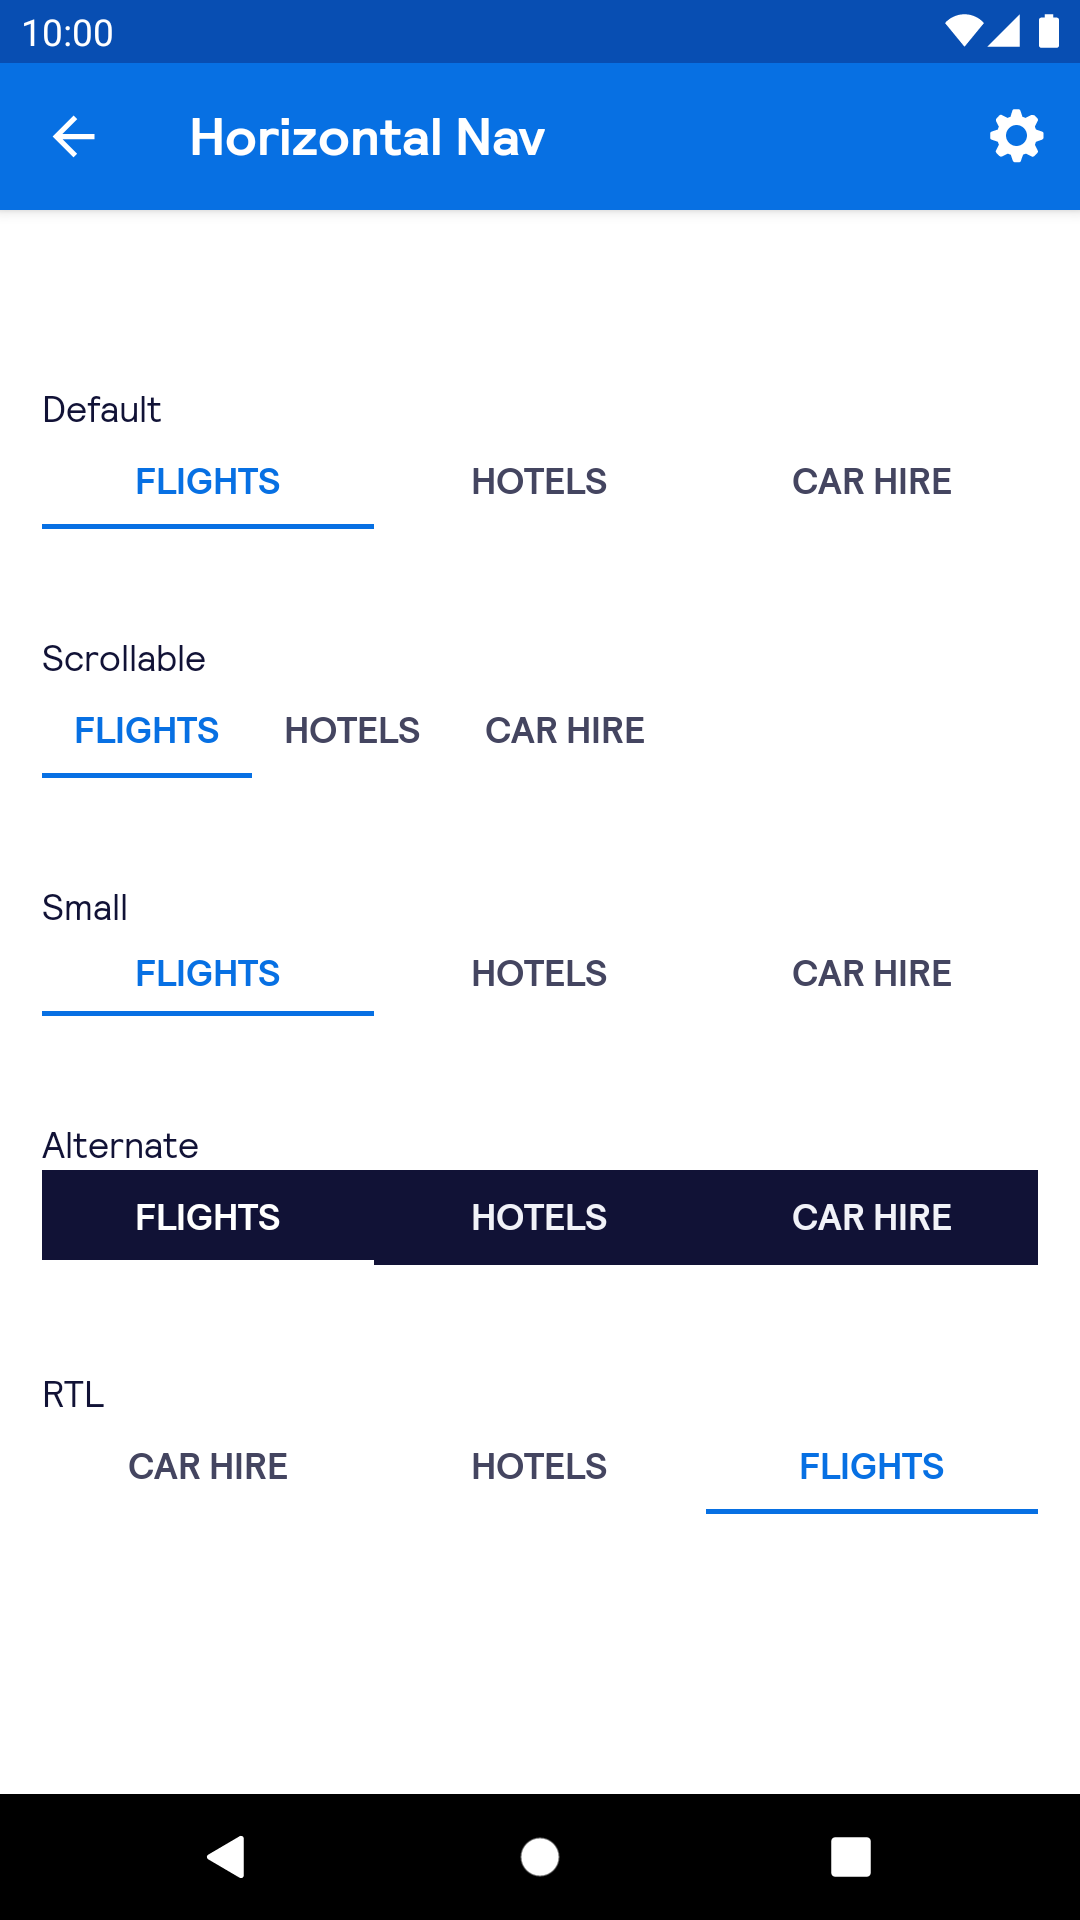 10:00
Horizontal Nav
Default
FLIGHTS HOTELS CAR HIRE
Scrollable
FLIGHTS HOTELS CAR HIRE
Small
FLIGHTS HOTELS CAR HIRE
Alternate
FLIGHTS HOTELS CAR HIRE
RTL
CAR HIRE HOTELS FLIGHTS